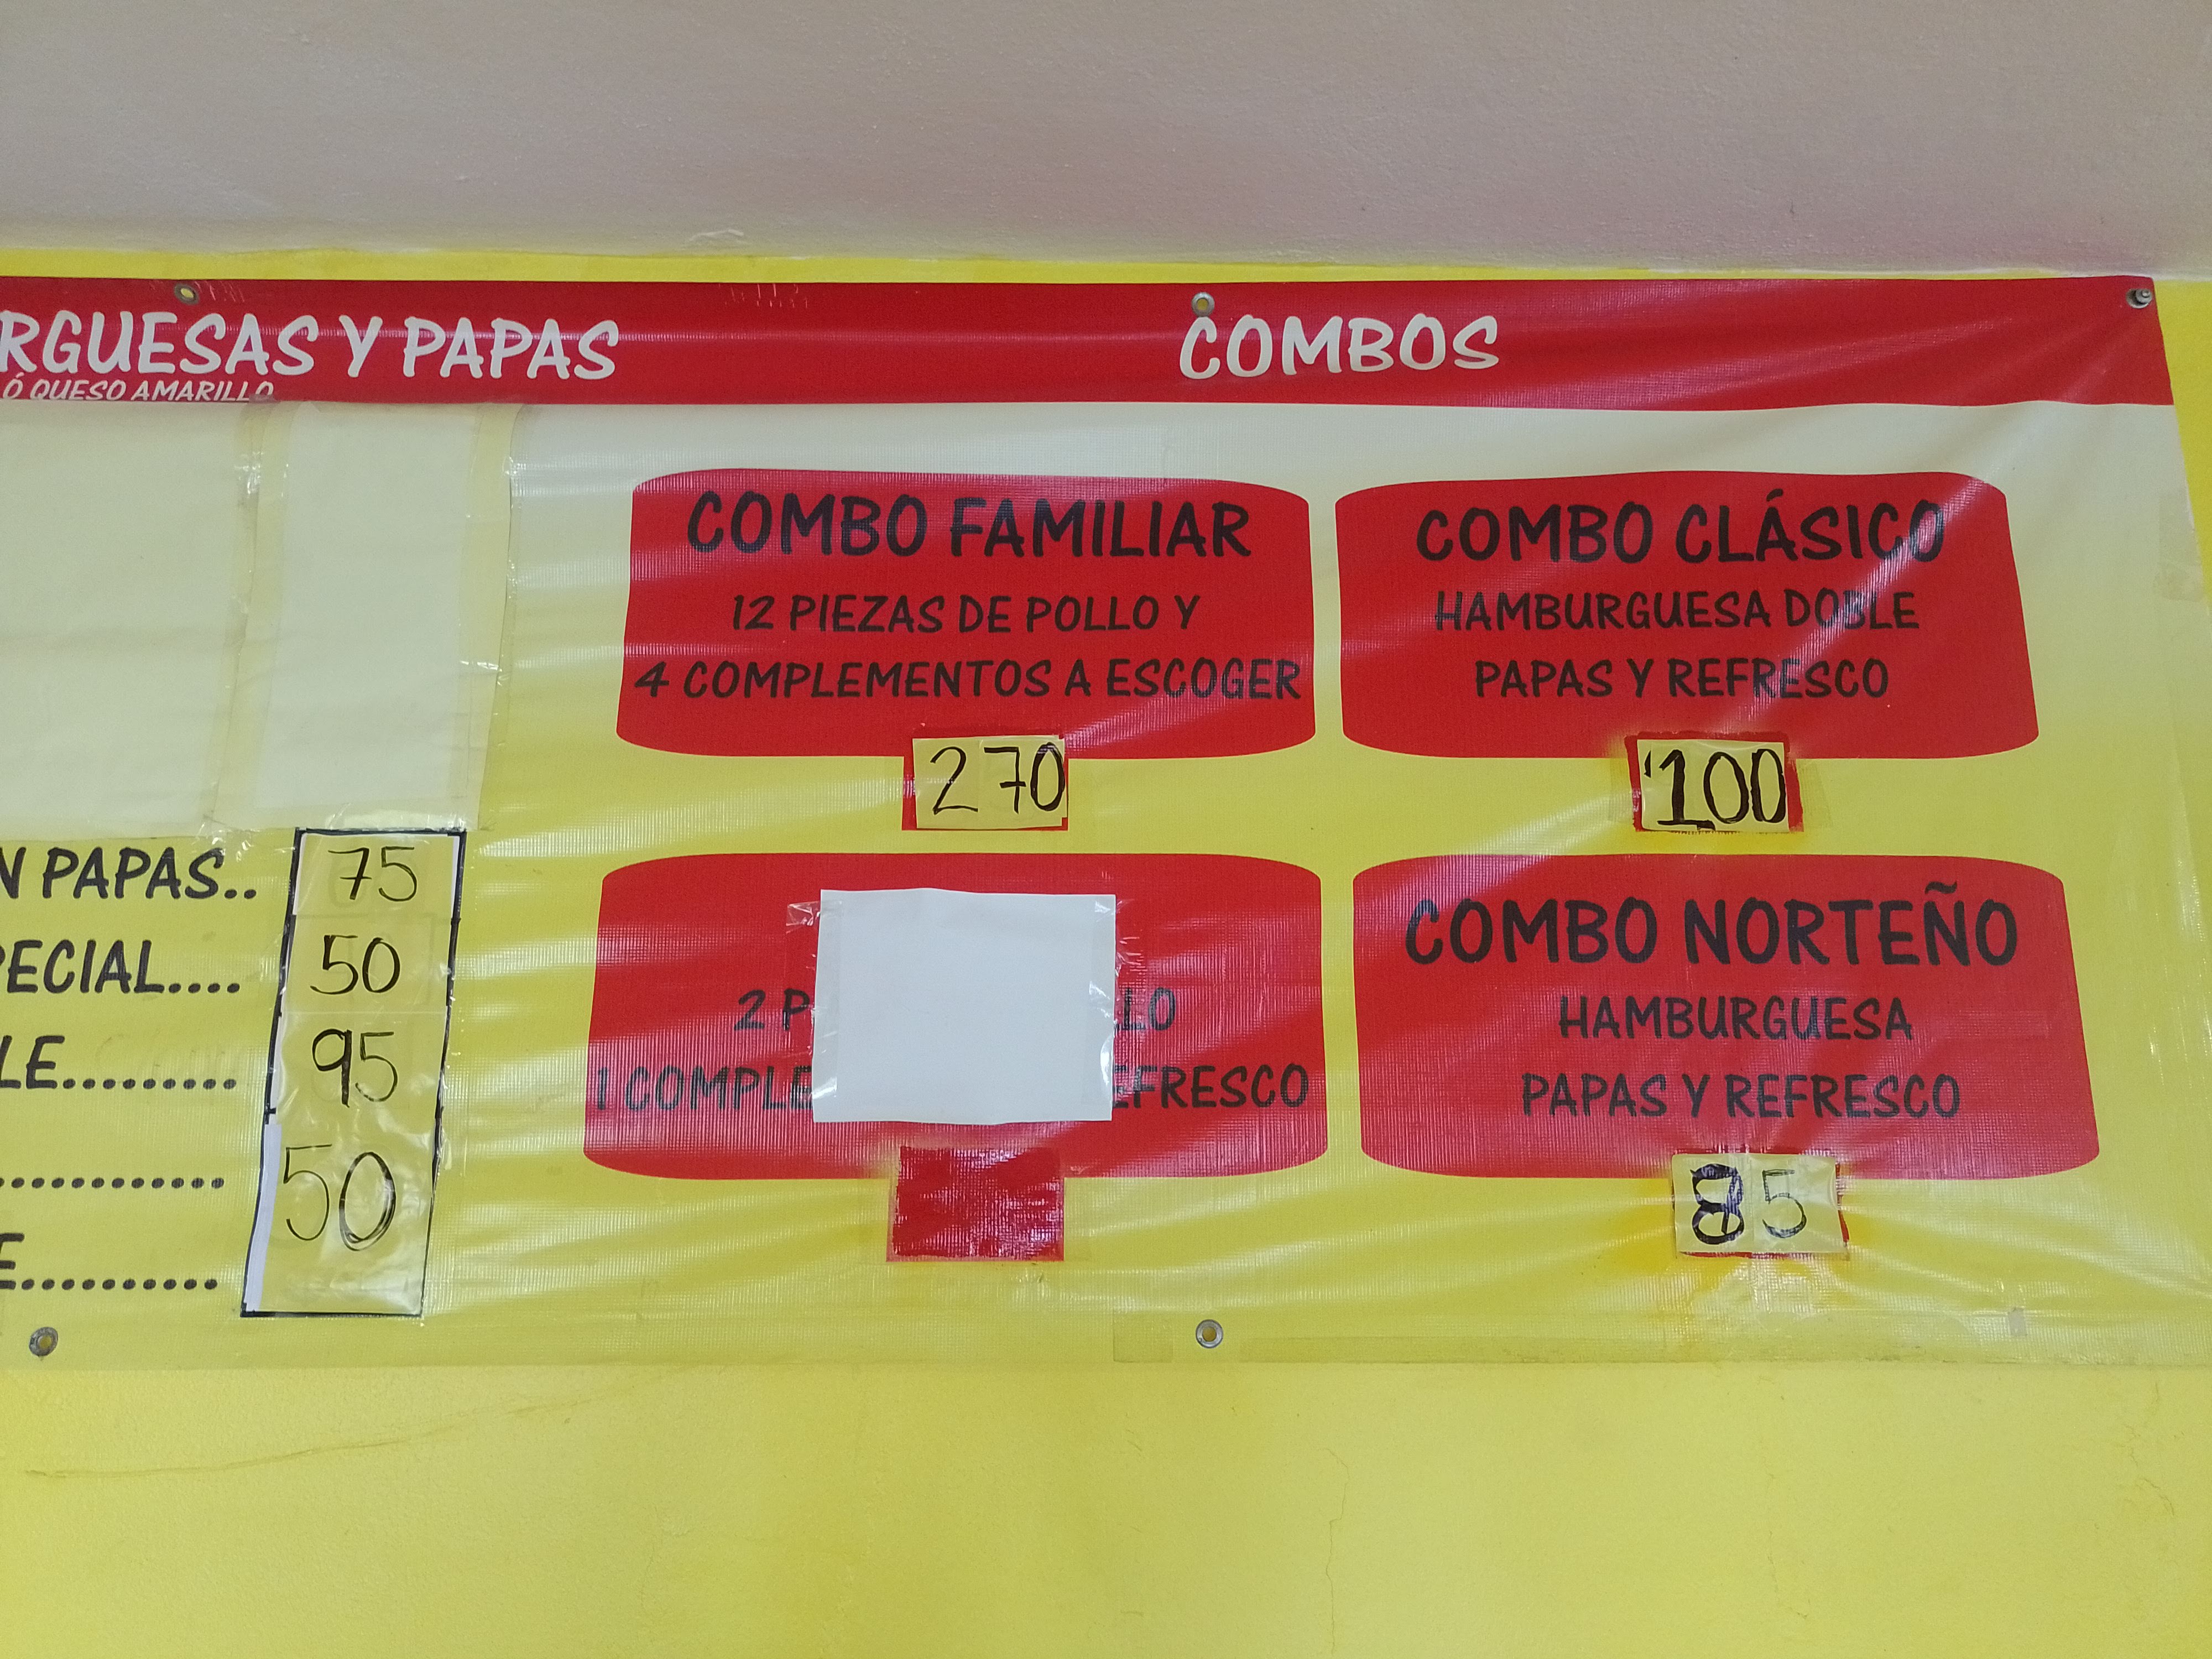 RGUESAS Y PAPAS
Ó QUESO AMARILLO
N PAPAS.. 75
PECIAL.... 50
LE......... 95
............ 50
E..........
COMBOS
COMBO FAMILIAR
12 PIEZAS DE POLLO Y
4 COMPLEMENTOS A ESCOGER
270
COMBO CLÁSICO
HAMBURGUESA DOBLE
PAPAS Y REFRESCO
100
2 P LO
1 COMPLE EFRESCO
COMBO NORTEÑO
HAMBURGUESA
PAPAS Y REFRESCO
85